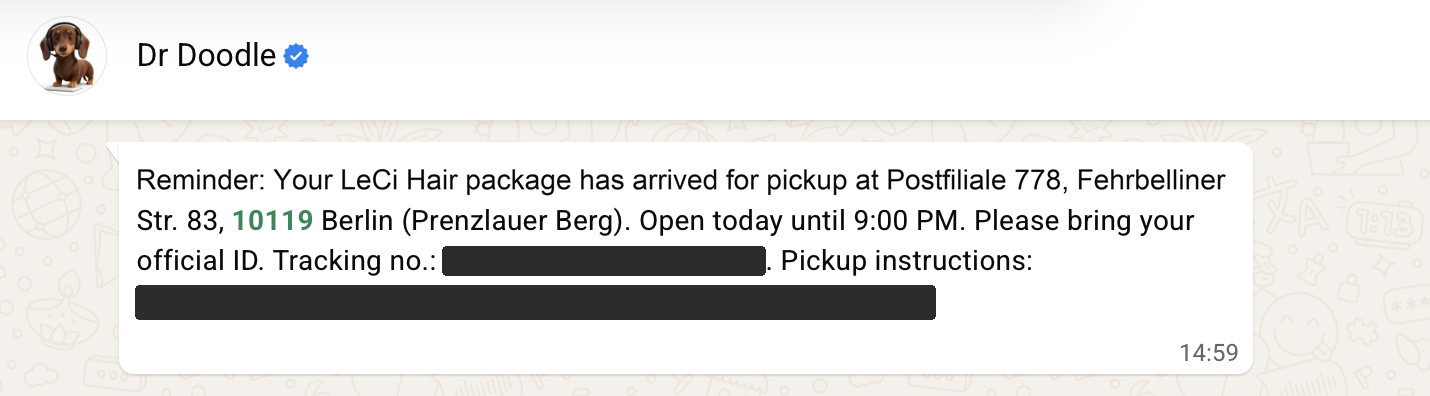 Dr Doodle
Reminder: Your LeCi Hair package has arrived for pickup at Postfiliale 778, Fehrbelliner
Str. 83, 10119 Berlin (Prenzlauer Berg). Open today until 9:00 PM. Please bring your
official ID. Tracking no.: . Pickup instructions:
14:59